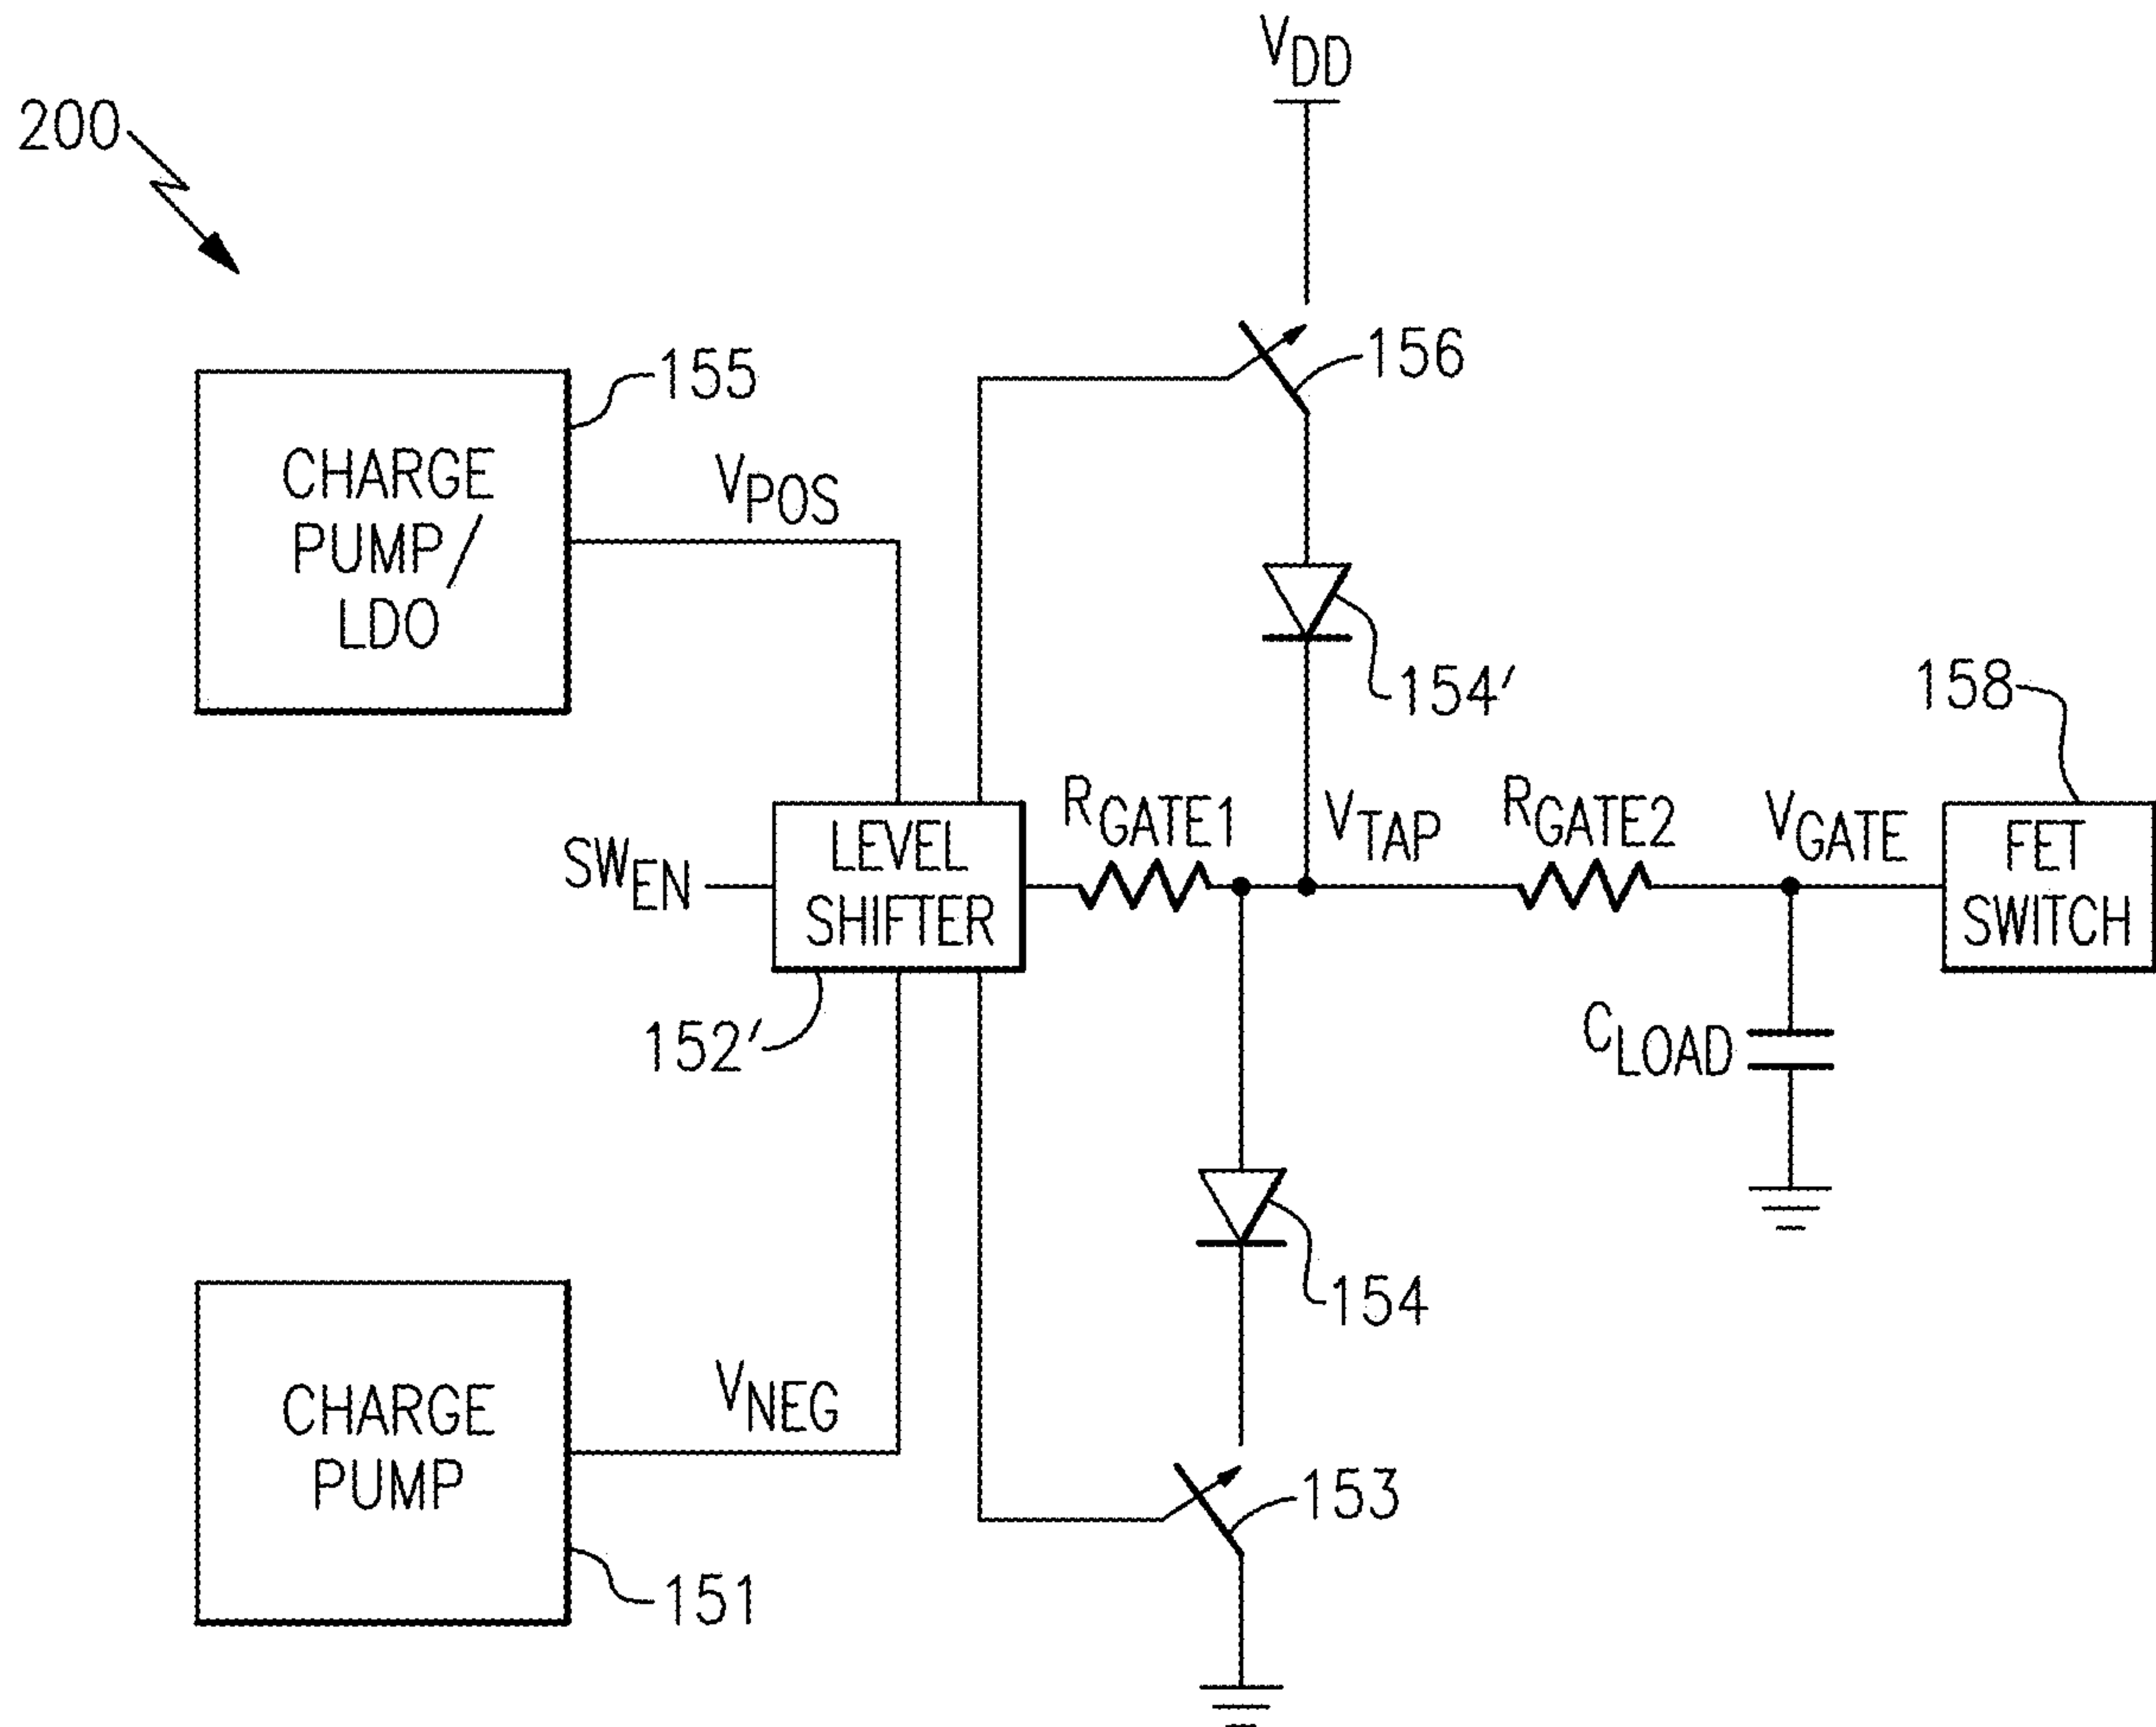 V_DD
200
156
155
CHARGE
PUMP/
LDO
V_POS
154'
158
R_GATE1
V_TAP
R_GATE2
V_GATE
SW_EN
LEVEL
SHIFTER
FET
SWITCH
152'
C_LOAD
154
V_NEG
CHARGE
PUMP
153
151